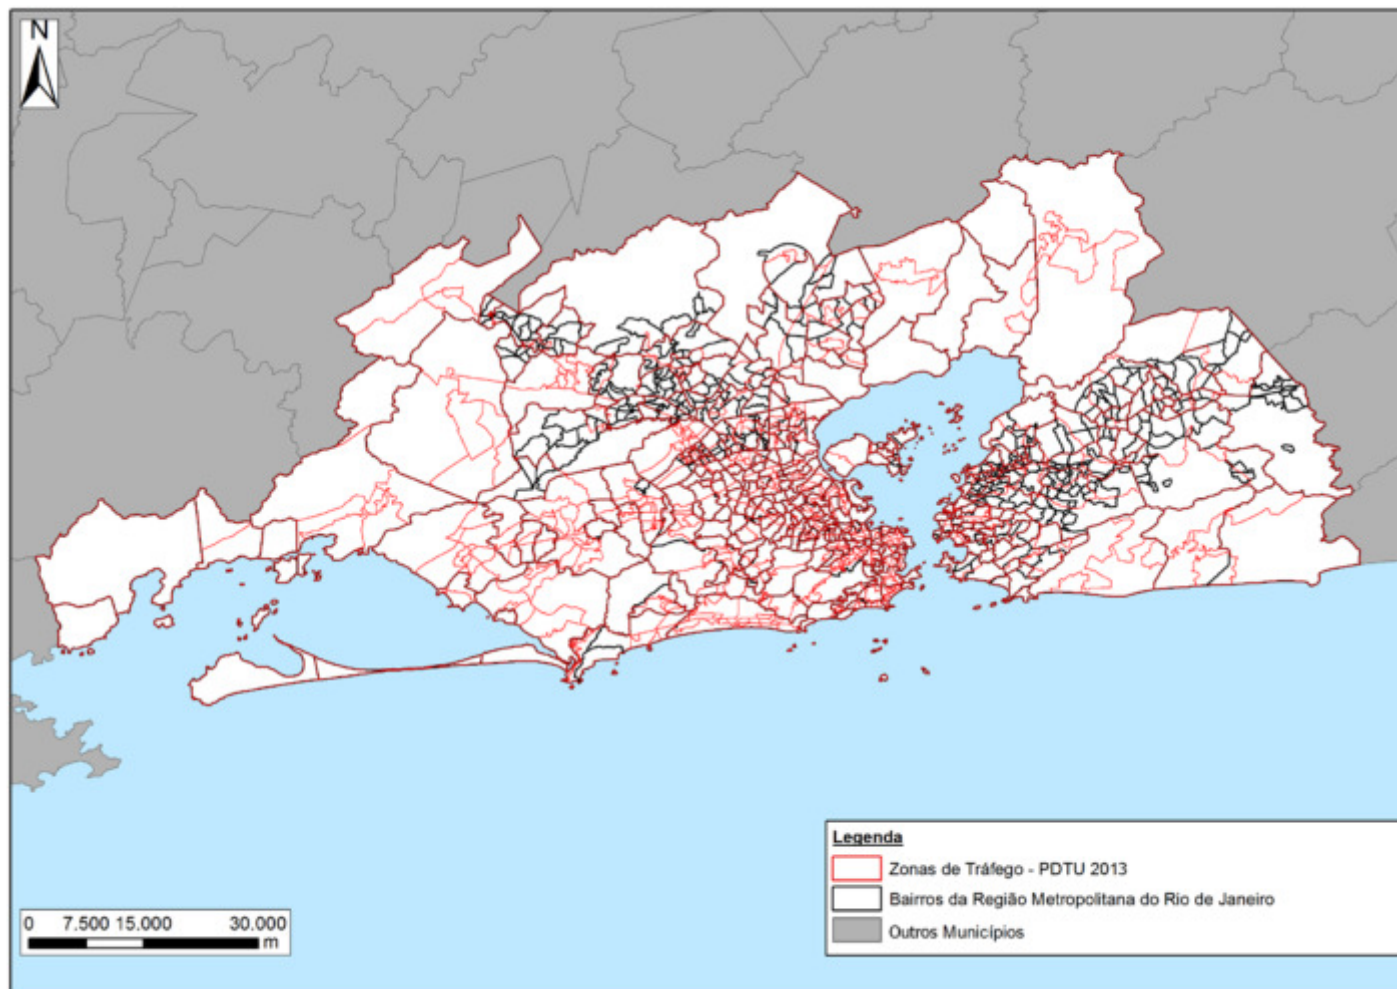 N
Legenda
Zonas de Tráfego - PDTU 2013
Bairros da Região Metropolitana do Rio de Janeiro
Outros Municípios
0 7.500 15.000 30.000
m